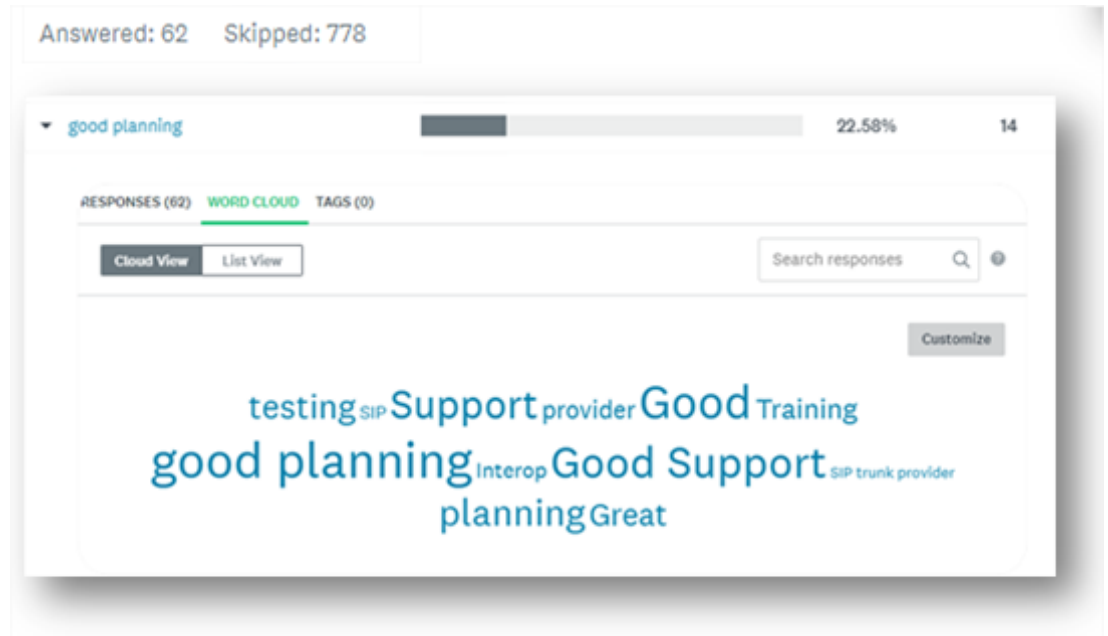 Answered: 62 Skipped: 778
good planning 22.58% 14
RESPONSES (62) WORD CLOUD TAGS (0)
Cloud View List View Search responses
Customize
testing SIP Support provider Good Training
good planning Interop Good Support SIP trunk provider
planning Great